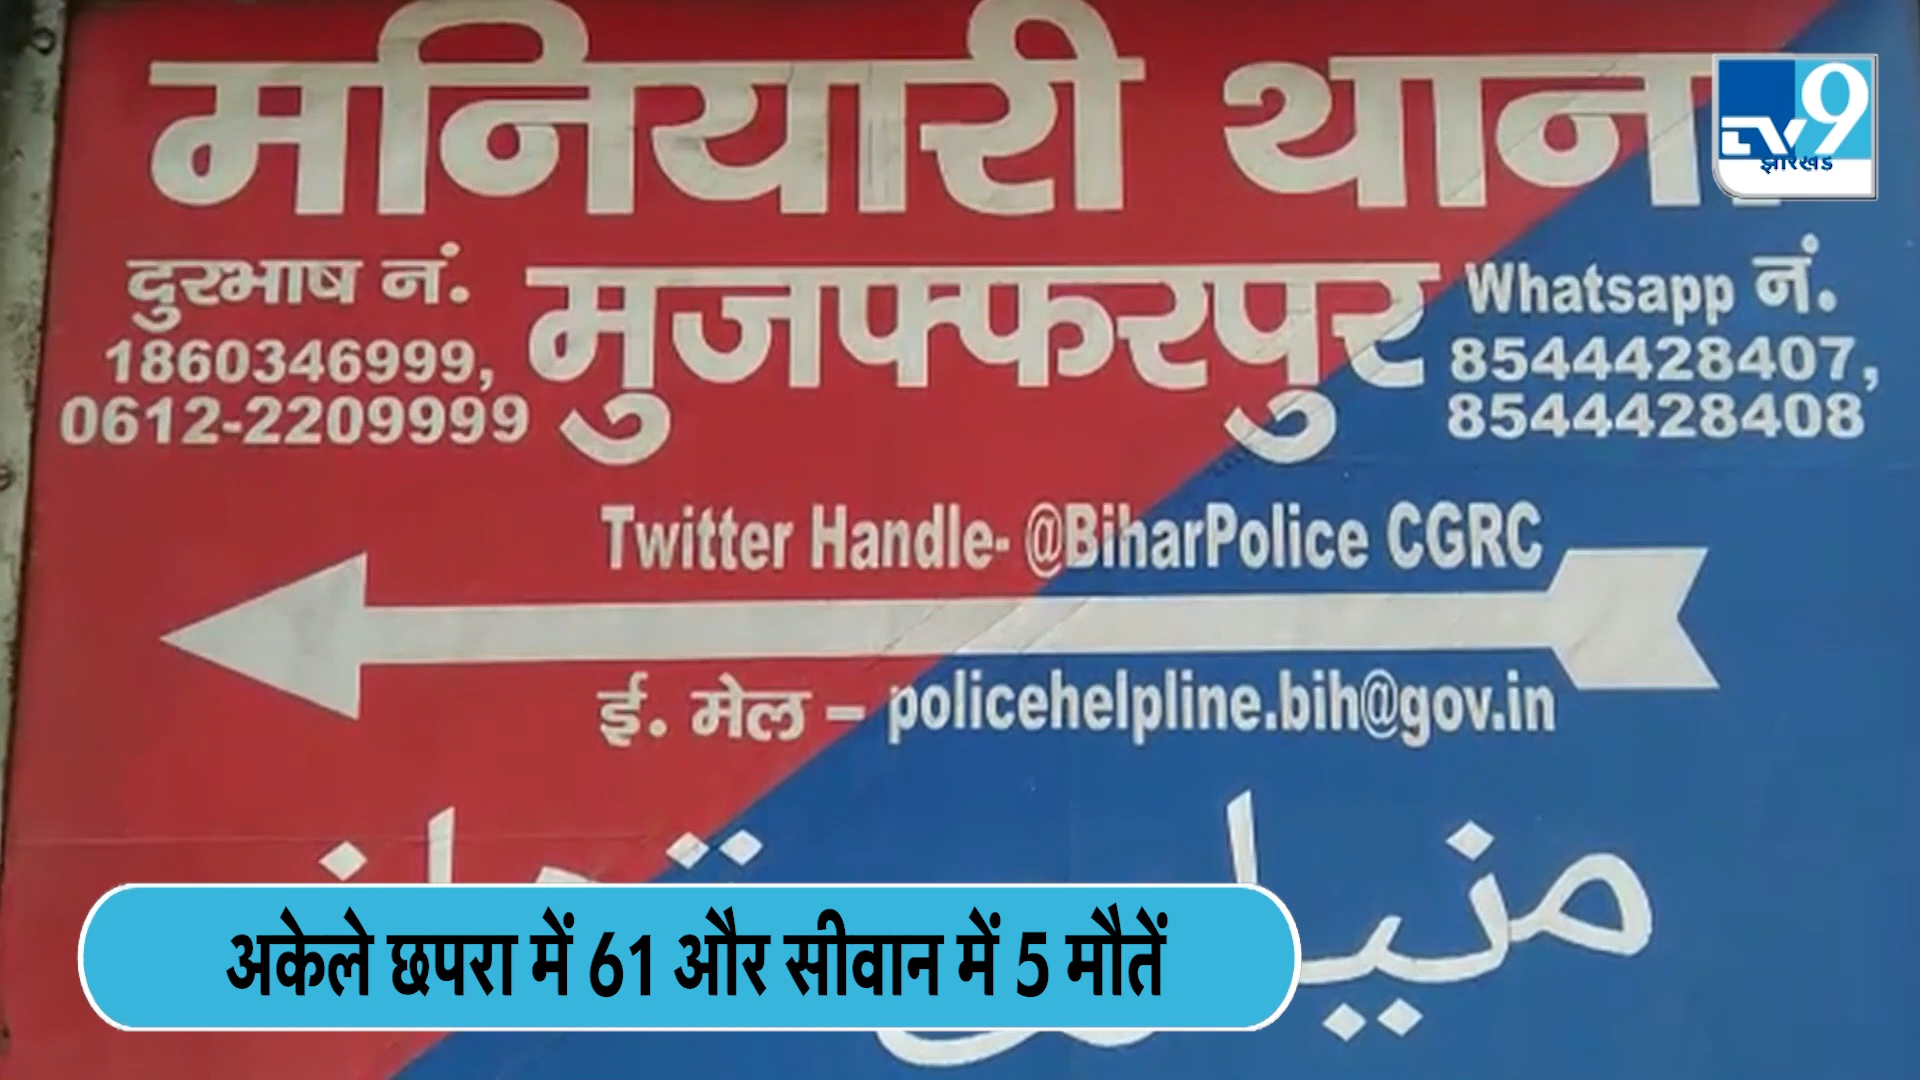 मनियारी थाना
TV9
झारखंड
दुरभाष नं.
1860346999,
0612-2209999
मुजफ्फरपुर
Whatsapp नं.
8544428407,
8544428408
Twitter Handle- @BiharPolice CGRC
ई. मेल – policehelpline.bih@gov.in
अकेले छपरा में 61 और सीवान में 5 मौतें